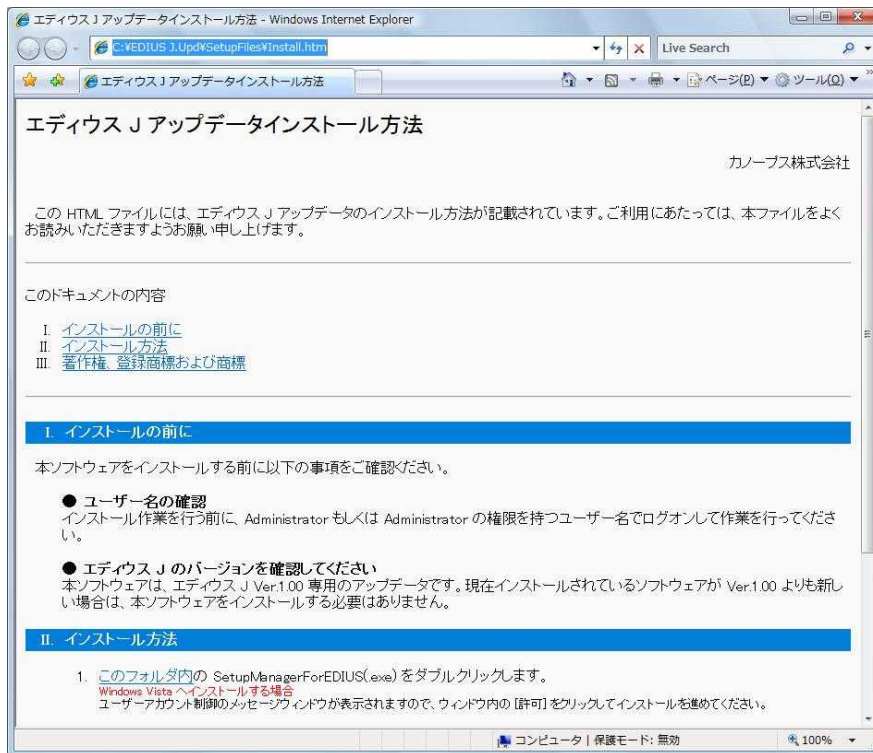 エディウス J アップデータインストール方法 - Windows Internet Explorer
C:¥EDIUS J.Upd¥SetupFiles¥Install.htm
Live Search
エディウス J アップデータインストール方法
ページ(P)
ツール(O)
エディウス J アップデータインストール方法
カノープス株式会社
この HTML ファイルには、エディウス J アップデータのインストール方法が記載されています。ご利用にあたっては、本ファイルをよく
お読みいただきますようお願い申し上げます。
このドキュメントの内容
I. インストールの前に
II. インストール方法
III. 著作権、登録商標および商標
I. インストールの前に
本ソフトウェアをインストールする前に以下の事項をご確認ください。
● ユーザー名の確認
インストール作業を行う前に、Administrator もしくは Administrator の権限を持つユーザー名でログオンして作業を行ってくださ
い。
● エディウス J のバージョンを確認してください
本ソフトウェアは、エディウス J Ver.1.00 専用のアップデータです。現在インストールされているソフトウェアが Ver.1.00 よりも新し
い場合は、本ソフトウェアをインストールする必要はありません。
II. インストール方法
1. このフォルダ内の SetupManagerForEDIUS(.exe) をダブルクリックします。
Windows Vista へインストールする場合
ユーザーアカウント制御のメッセージウィンドウが表示されますので、ウィンドウ内の [許可] をクリックしてインストールを進めてください。
コンピュータ | 保護モード: 無効
100%